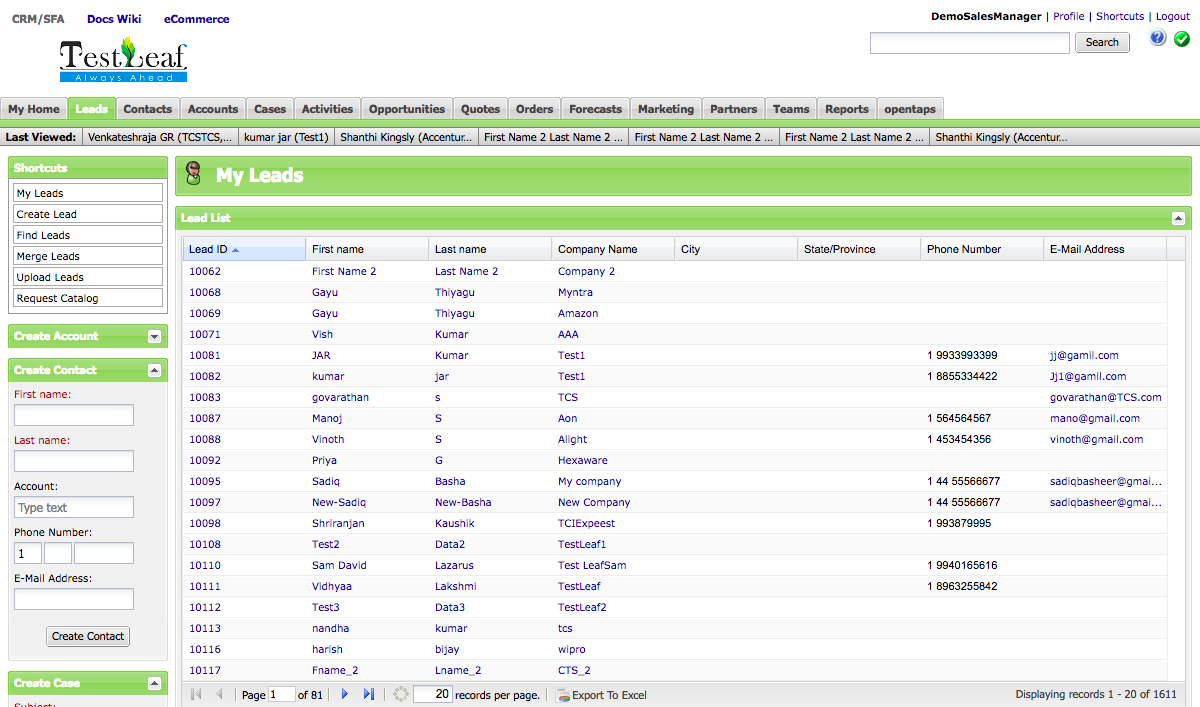 CRM/SFA Docs Wiki eCommerce
DemoSalesManager | Profile | Shortcuts | Logout
TestLeaf
Always Ahead
Search
My Home Leads Contacts Accounts Cases Activities Opportunities Quotes Orders Forecasts Marketing Partners Teams Reports opentaps
Last Viewed: Venkateshraja GR (TCSTCS,... kumar jar (Test1) Shanthi Kingsly (Accentur... First Name 2 Last Name 2 ... First Name 2 Last Name 2 ... First Name 2 Last Name 2 ... Shanthi Kingsly (Accentur...
Shortcuts
My Leads
Create Lead
Find Leads
Merge Leads
Upload Leads
Request Catalog
Create Account
Create Contact
First name:
Last name:
Account:
Type text
Phone Number:
1
E-Mail Address:
Create Contact
Create Case
Subject:
My Leads
Lead List
Lead ID First name Last name Company Name City State/Province Phone Number E-Mail Address
10062 First Name 2 Last Name 2 Company 2
10068 Gayu Thiyagu Myntra
10069 Gayu Thiyagu Amazon
10071 Vish Kumar AAA
10081 JAR Kumar Test1 1 9933993399 jj@gamil.com
10082 kumar jar Test1 1 8855334422 Jj1@gamil.com
10083 govarathan s TCS govarathan@TCS.com
10087 Manoj S Aon 1 564564567 mano@gmail.com
10088 Vinoth S Alight 1 453454356 vinoth@gmail.com
10092 Priya G Hexaware
10095 Sadiq Basha My company 1 44 55566677 sadiqbasheer@gmai...
10097 New-Sadiq New-Basha New Company 1 44 55566677 sadiqbasheer@gmai...
10098 Shriranjan Kaushik TCIExpeest 1 993879995
10108 Test2 Data2 TestLeaf1
10110 Sam David Lazarus Test LeafSam 1 9940165616
10111 Vidhyaa Lakshmi TestLeaf 1 8963255842
10112 Test3 Data3 TestLeaf2
10113 nandha kumar tcs
10116 harish bijay wipro
10117 Fname_2 Lname_2 CTS_2
Page 1 of 81 20 records per page. Export To Excel Displaying records 1 - 20 of 1611